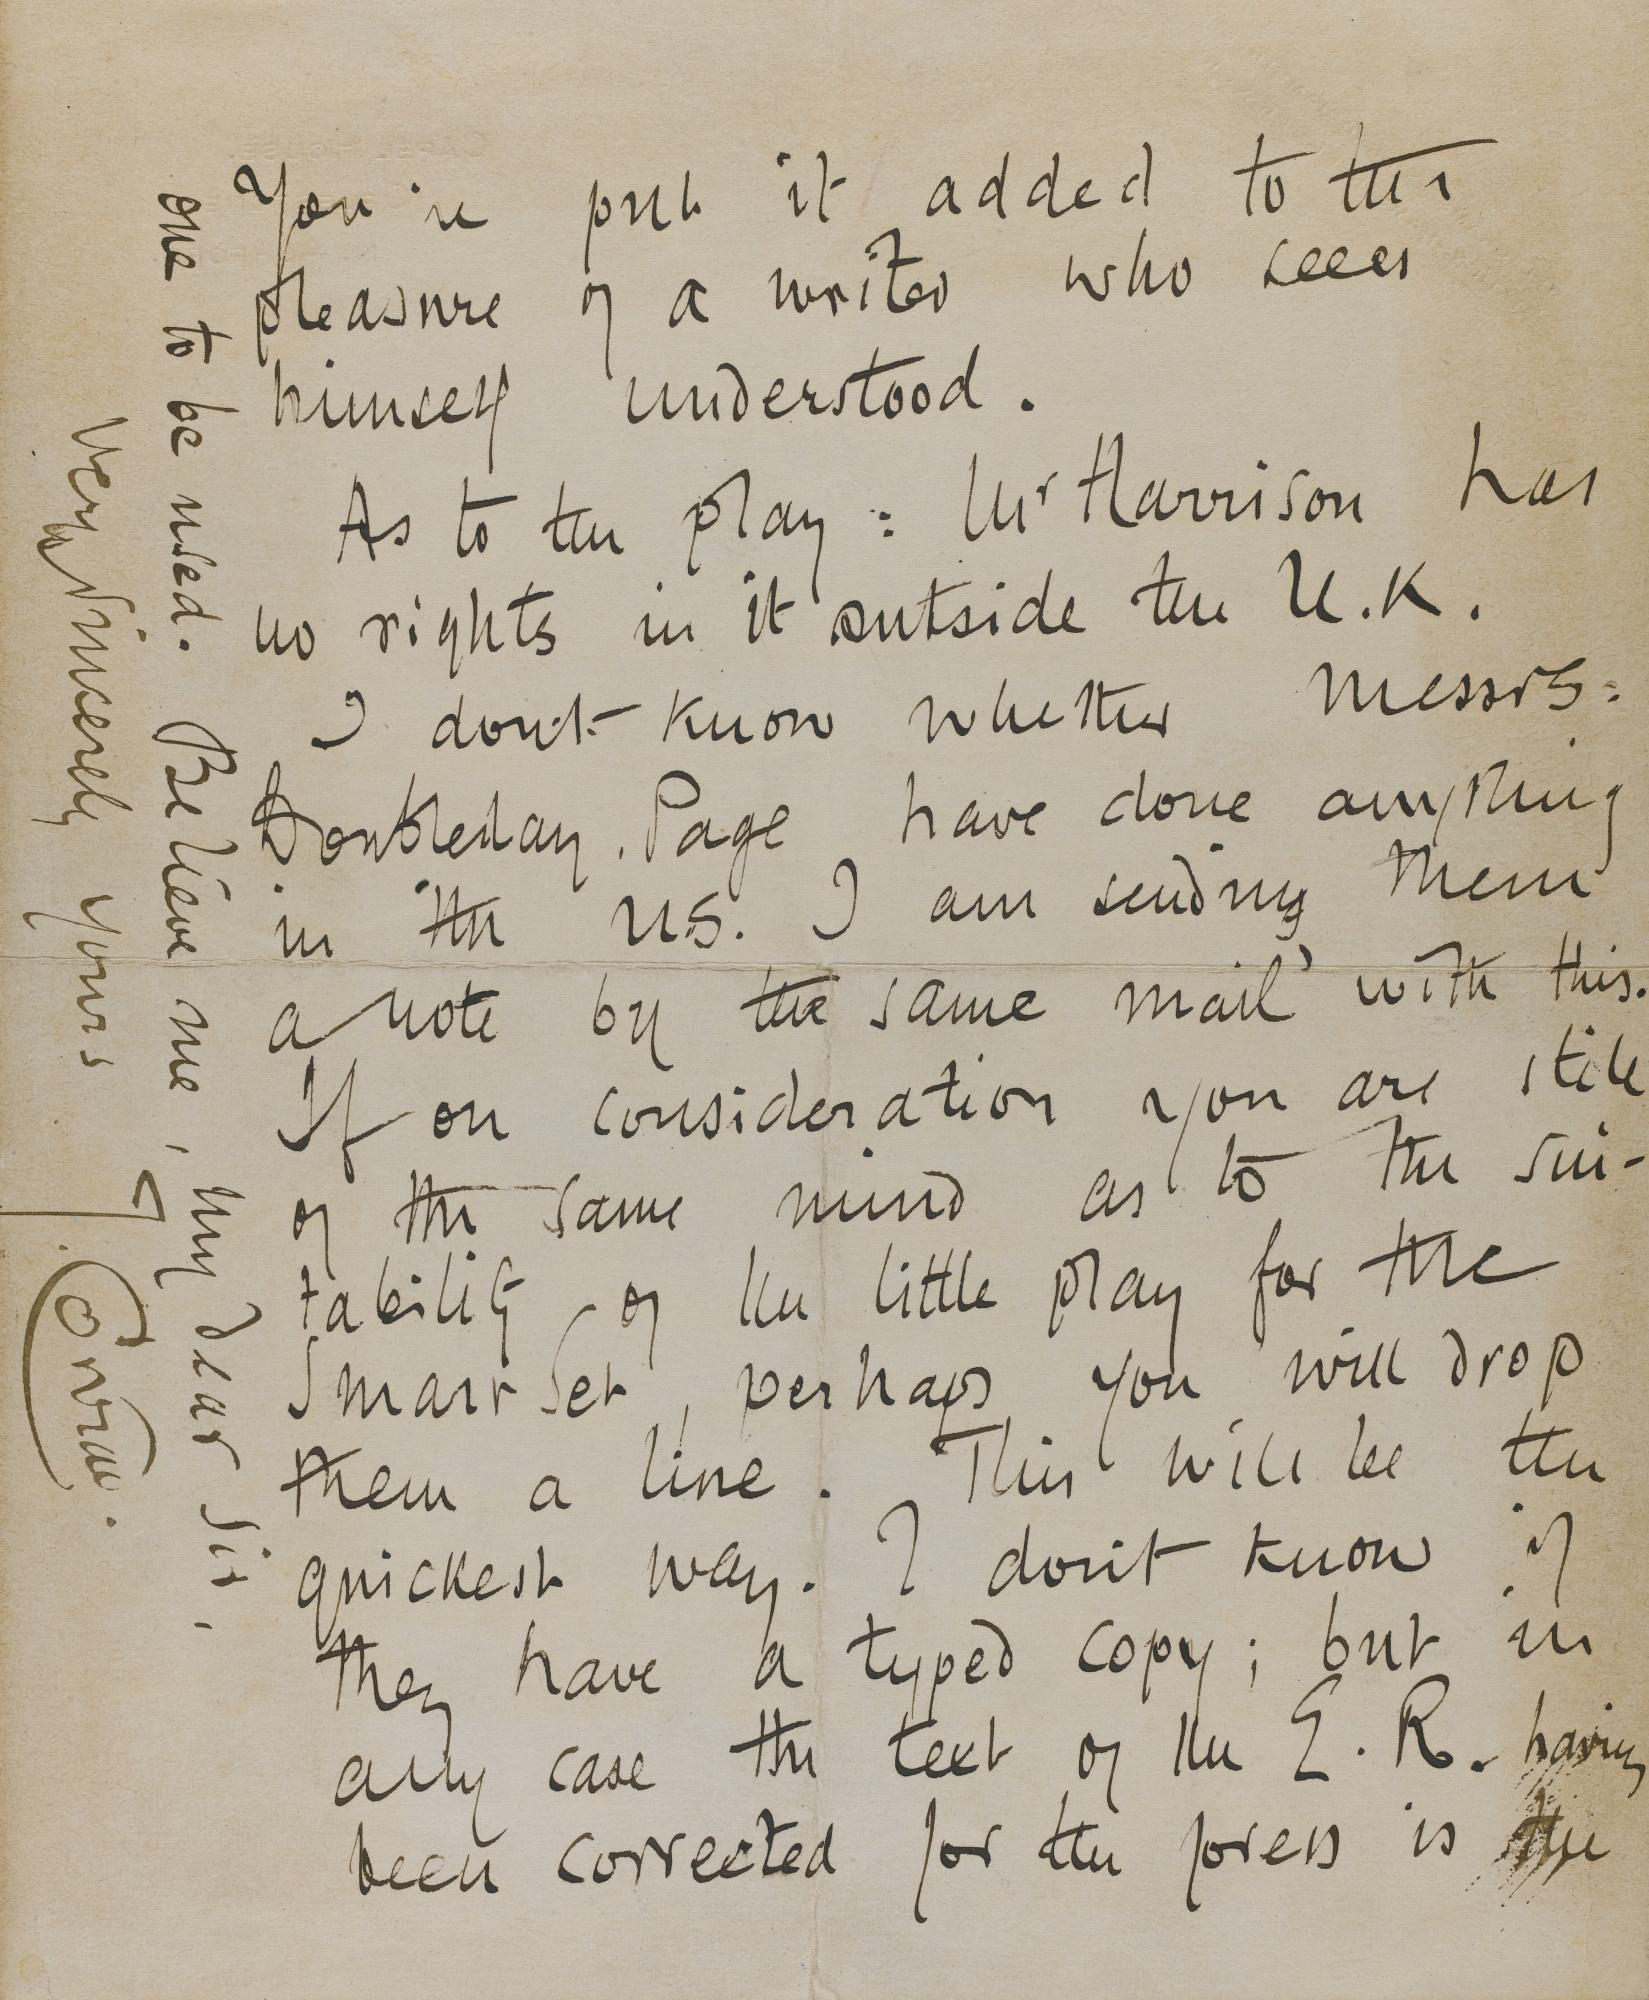 You've put it added to the
pleasure of a writer who sees
himself understood.
As to the play: Mr Harrison has
no rights in it outside the U.K.
I don't know whether Messrs:
Doubleday. Page have done anything
in the US. I am sending them
a note by the same mail with this.
If on consideration you are still
of the same mind as to the sui-
tability of the little play for the
Smart Set, perhaps you will drop
them a line. This will be the
quickest way. I don't know if
they have a typed copy; but in
any case the text of the E.R. having
been corrected for the press is the
one to be used. Believe me, my dear Sir,
Very sincerely yours
J. Conrad.